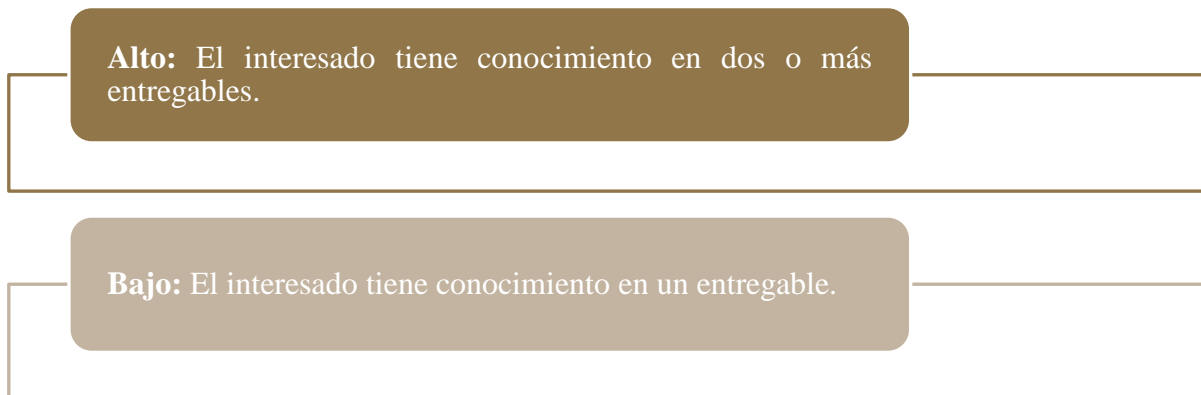 Alto: El interesado tiene conocimiento en dos o más
entregables.
Bajo: El interesado tiene conocimiento en un entregable.